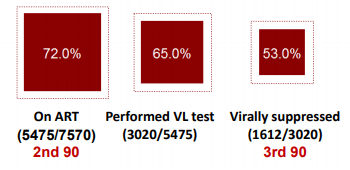 72.0%
65.0%
53.0%
On ART
(5475/7570)
2nd 90
Performed VL test
(3020/5475)
Virally suppressed
(1612/3020)
3rd 90